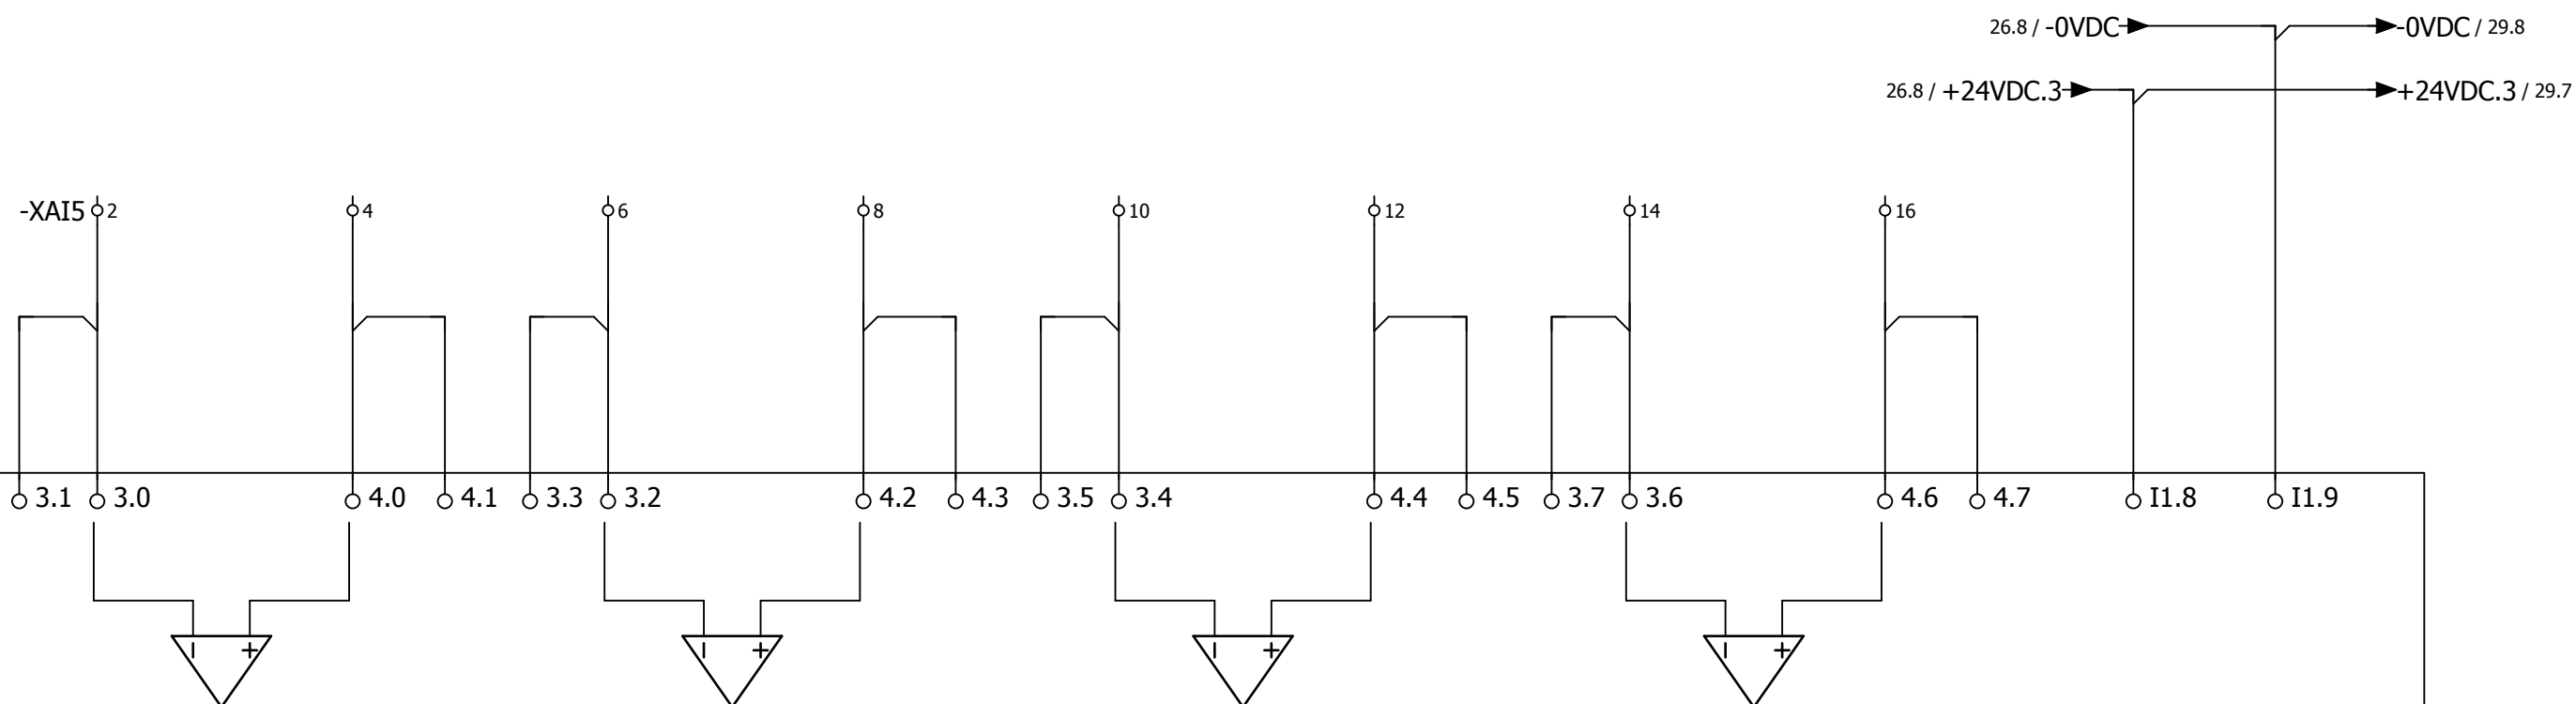 26.8 / -0VDC -0VDC / 29.8
26.8 / +24VDC.3 +24VDC.3 / 29.7
-XAI5 2 4 6 8 10 12 14 16
3.1 3.0 4.0 4.1 3.3 3.2 4.2 4.3 3.5 3.4 4.4 4.5 3.7 3.6 4.6 4.7 I1.8 I1.9
- + - + - + - +